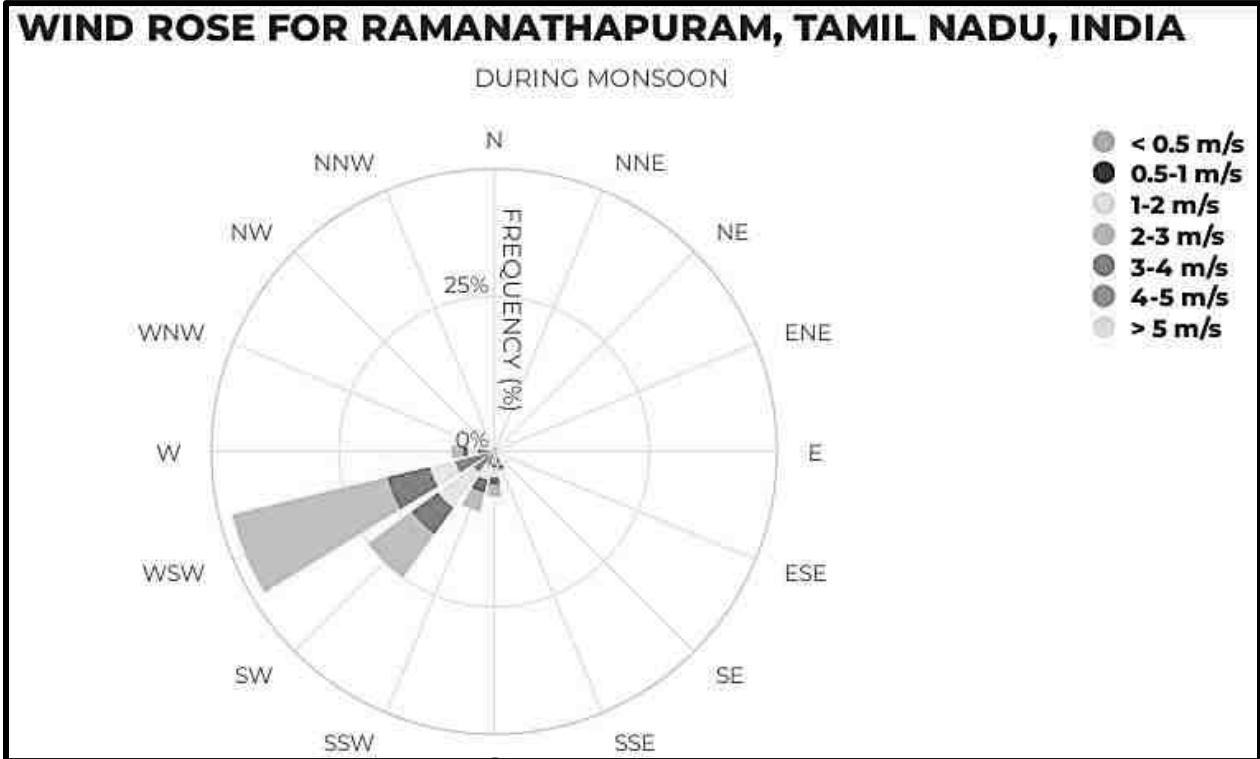 WIND ROSE FOR RAMANATHAPURAM, TAMIL NADU, INDIA
DURING MONSOON
N
NNW
NNE
NW
NE
WNW
ENE
W
E
WSW
ESE
SW
SE
SSW
SSE
FREQUENCY (%)
25%
0%
< 0.5 m/s
0.5-1 m/s
1-2 m/s
2-3 m/s
3-4 m/s
4-5 m/s
> 5 m/s